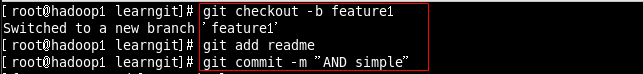 [ root@hadoop1 learngit]# git checkout -b feature1
Switched to a new branch 'feature1'
[ root@hadoop1 learngit]# git add readme
[ root@hadoop1 learngit]# git commit -m "AND simple"